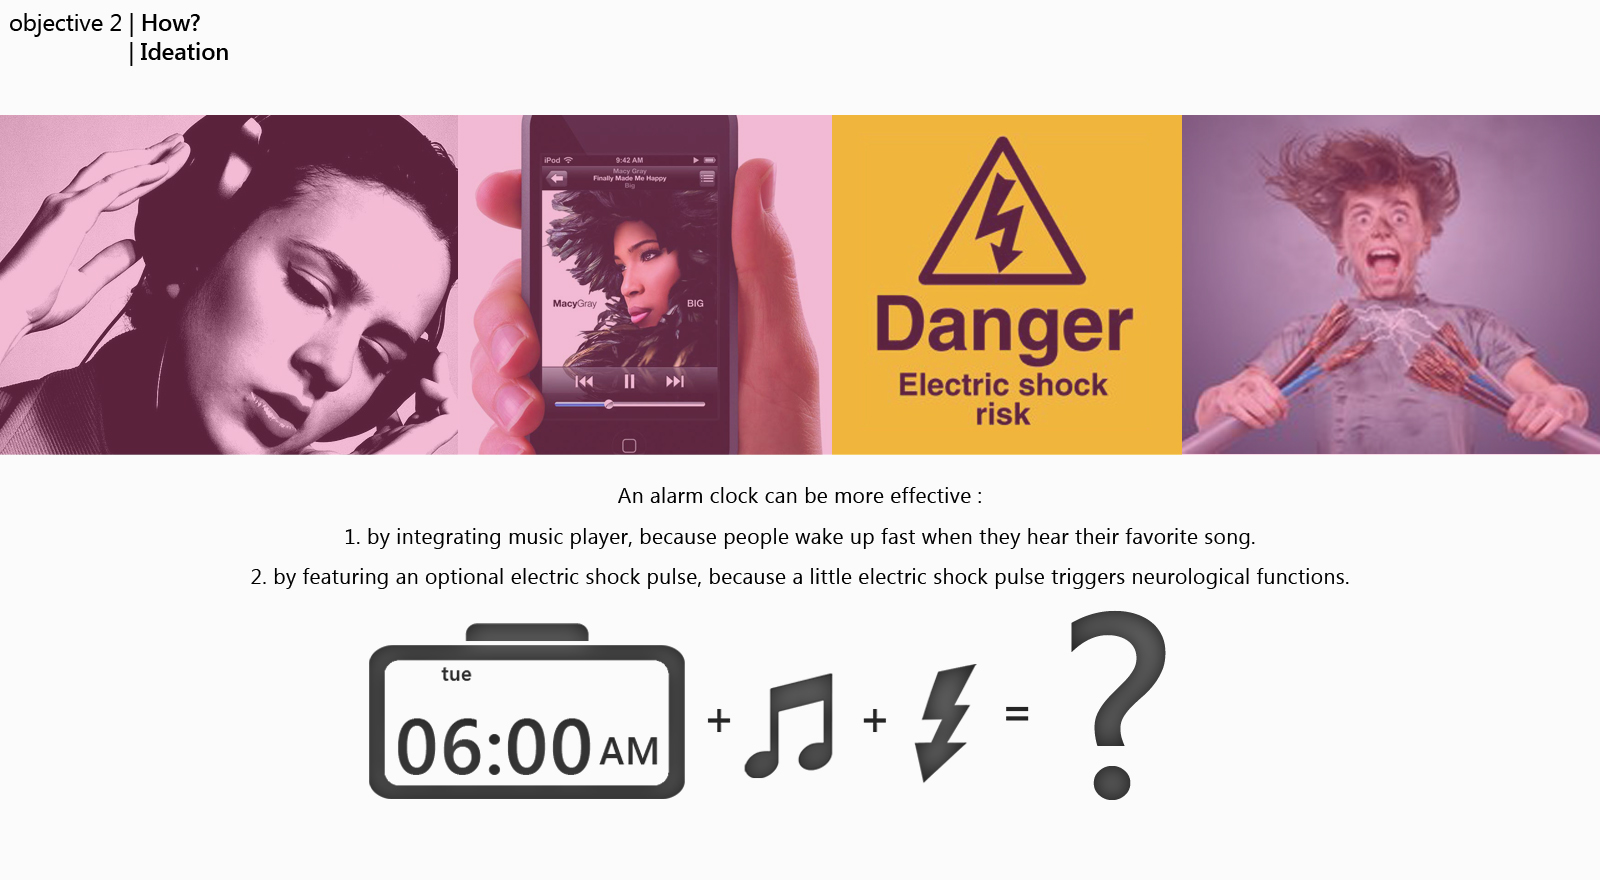 objective 2 | How?
| Ideation
iPod 9:42 AM
Macy Gray
Finally Made Me Happy
Big
MacyGray BIG
Danger
Electric shock
risk
An alarm clock can be more effective :
1. by integrating music player, because people wake up fast when they hear their favorite song.
2. by featuring an optional electric shock pulse, because a little electric shock pulse triggers neurological functions.
tue
06:00 AM
+ + = ?